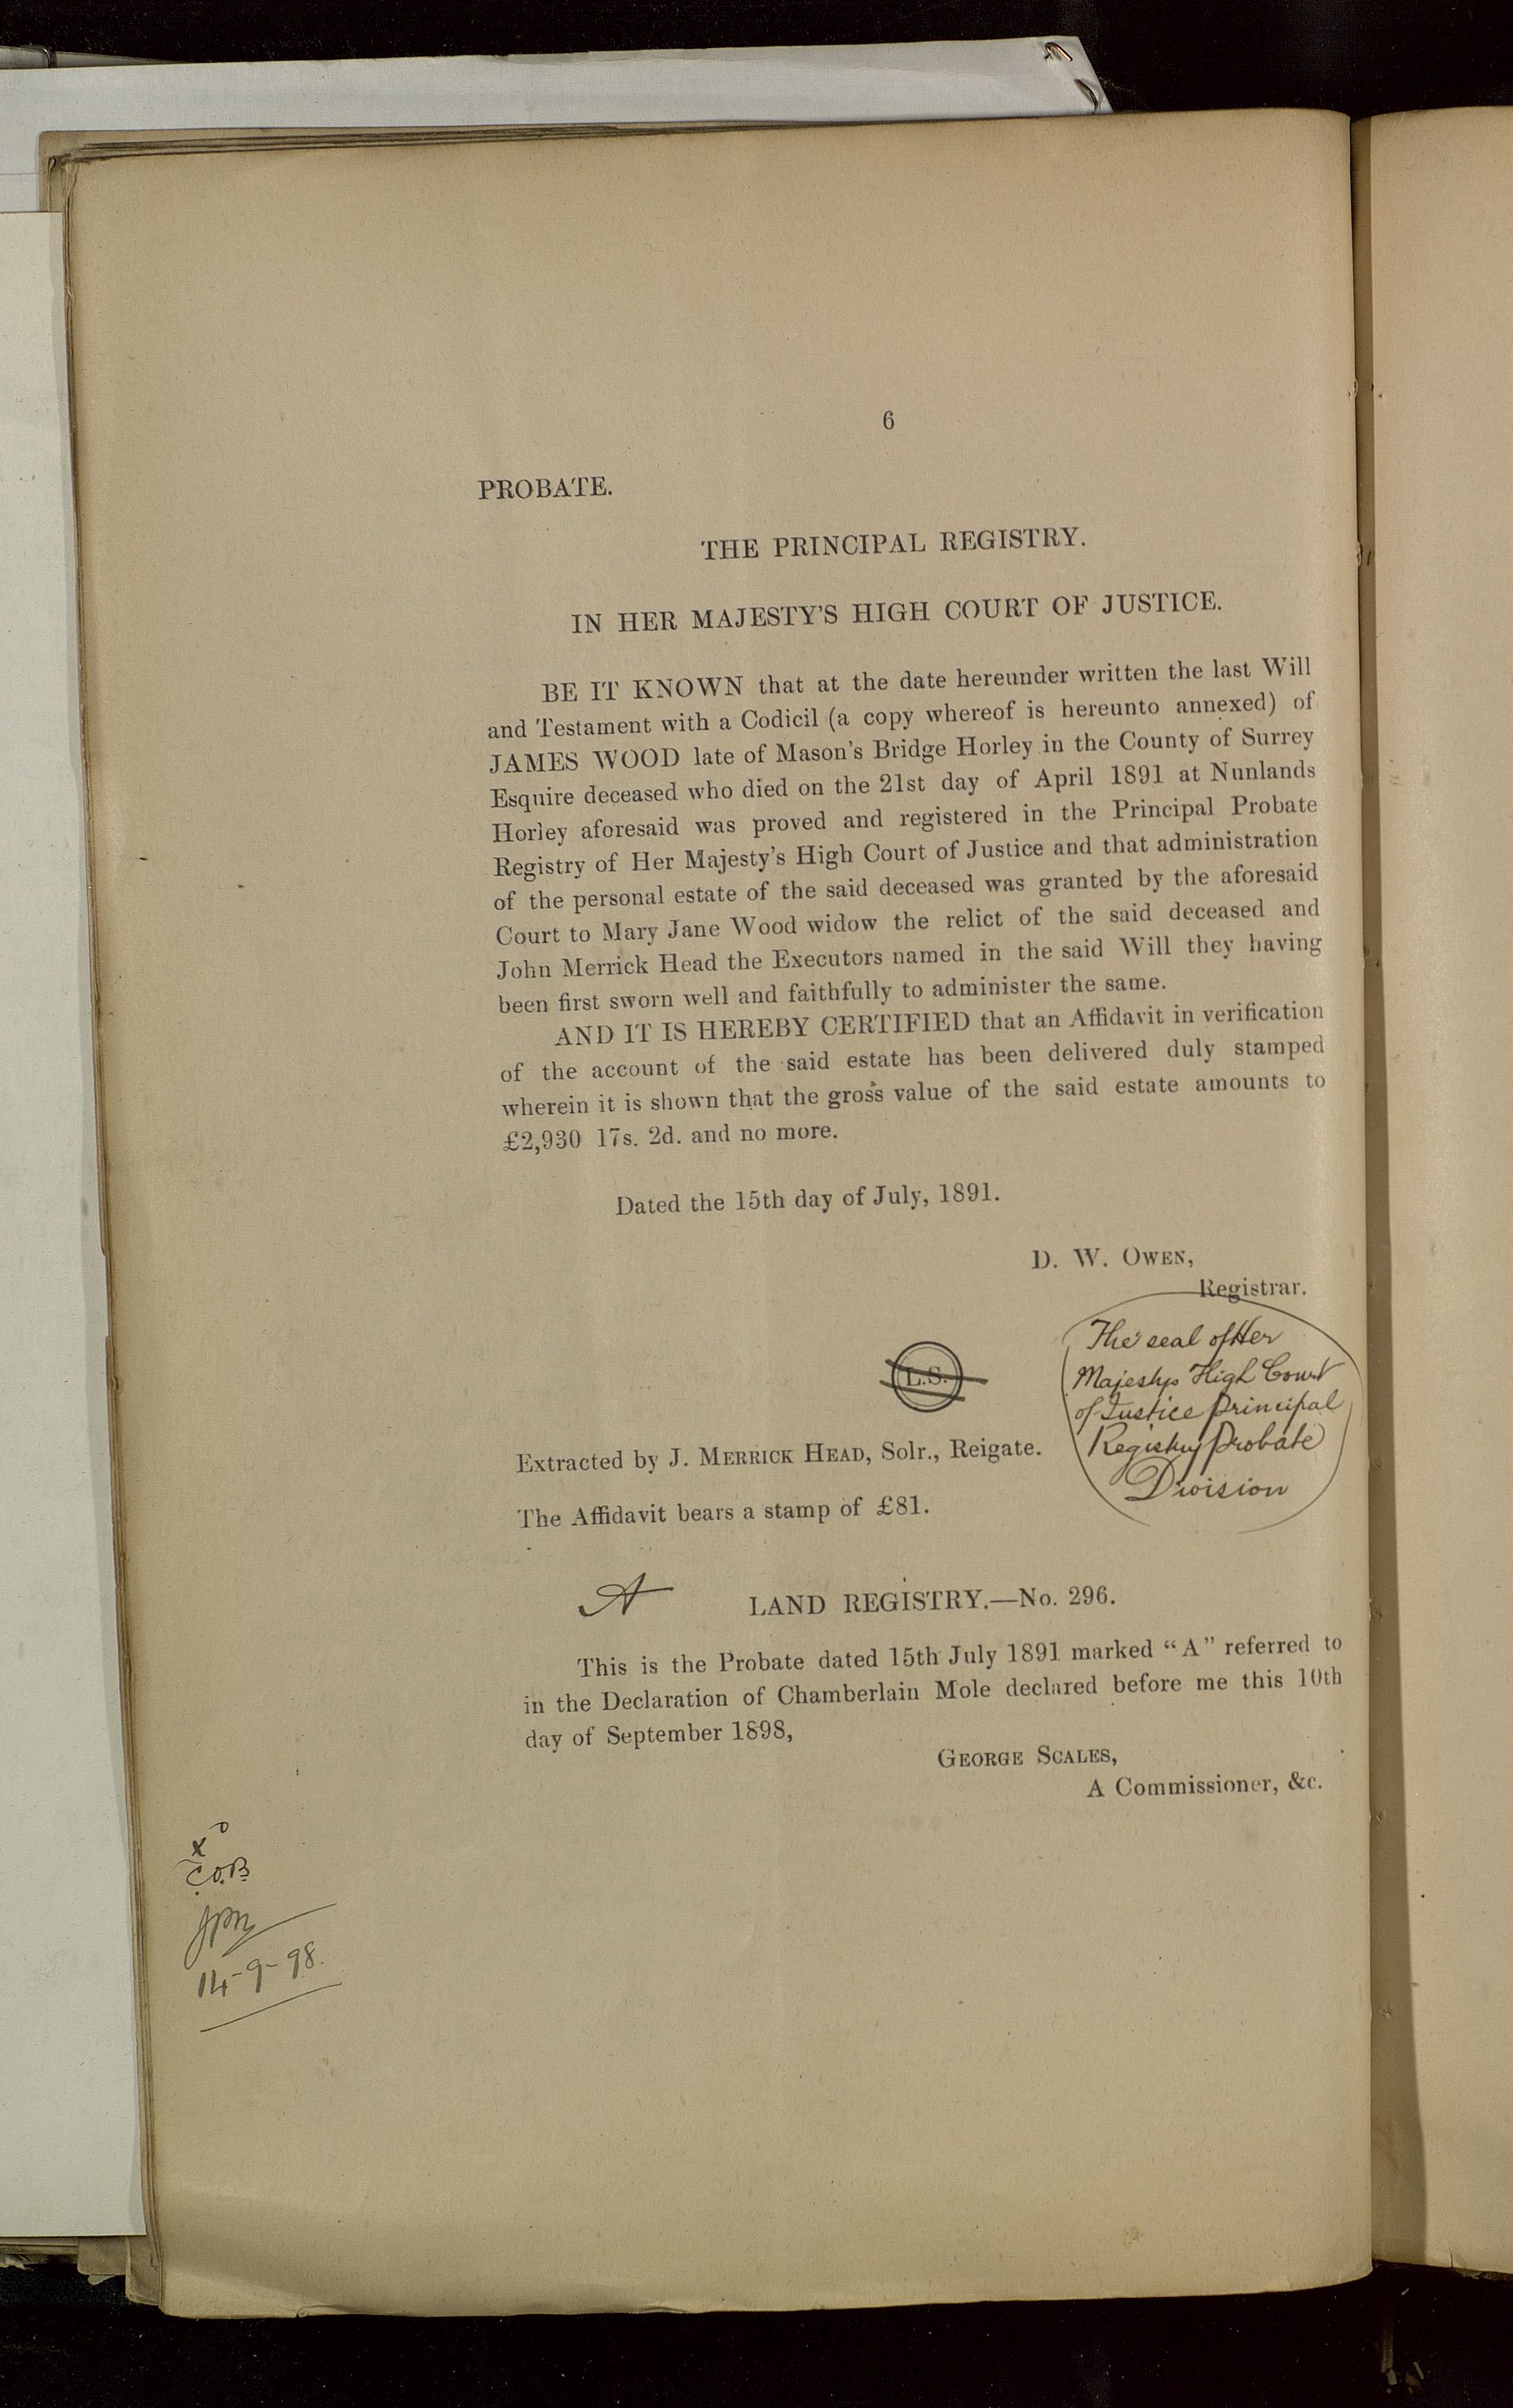 6
PROBATE.
THE PRINCIPAL REGISTRY.
IN HER MAJESTY'S HIGH COURT OF JUSTICE.
BE IT KNOWN that at the date hereunder written the last Will
and Testament with a Codicil (a copy whereof is hereunto annexed) of
JAMES WOOD late of Mason's Bridge Horley in the County of Surrey
Esquire deceased who died on the 21st day of April 1891 at Nunlands
Horley aforesaid was proved and registered in the Principal Probate
Registry of Her Majesty's High Court of Justice and that administration
of the personal estate of the said deceased was granted by the aforesaid
Court to Mary Jane Wood widow the relict of the said deceased and
John Merrick Head the Executors named in the said Will they having
been first sworn well and faithfully to administer the same.
AND IT IS HEREBY CERTIFIED that an Affidavit in verification
of the account of the said estate has been delivered duly stamped
wherein it is shown that the gross value of the said estate amounts to
£2,930 17s. 2d. and no more.
Dated the 15th day of July, 1891.
D. W. OWEN,
Registrar.
The seal of Her
Majestys High Court
of Justice Principal
Registry Probate
Division
L.S.
Extracted by J. MERRICK HEAD, Solr., Reigate.
The Affidavit bears a stamp of £81.
A LAND REGISTRY.—No. 296.
This is the Probate dated 15th July 1891 marked "A" referred to
in the Declaration of Chamberlain Mole declared before me this 10th
day of September 1898,
GEORGE SCALES,
A Commissioner, &c.
C.O.B
14-9-98.